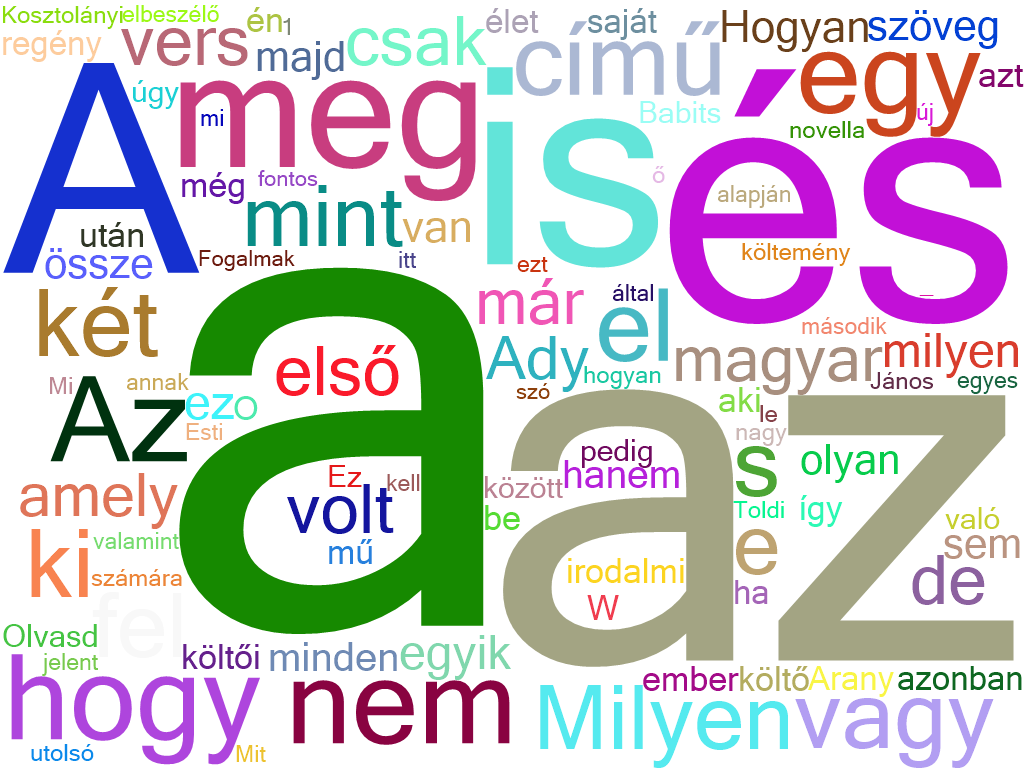 Kosztolányi elbeszélő én 1 élet saját Hogyan szöveg
regény vers majd csak című egy azt
úgy meg is Babits új
mi novella
A még fontos és ő alapján
után mint van
össze Fogalmak itt ezt költemény
két már által el _
a első Ady második
magyar milyen
Mi annak hogyan János egyes
Az ez o szó az aki le
Esti nagy
Ez kell pedig s olyan
amely volt között hanem
be Toldi így való
ki valamint mű e sem
számára irodalmi de
fel W ha
Olvasd
jelent költői minden egyik
hogy nem ember költő Arany azonban
Milyen vagy
utolsó Mit